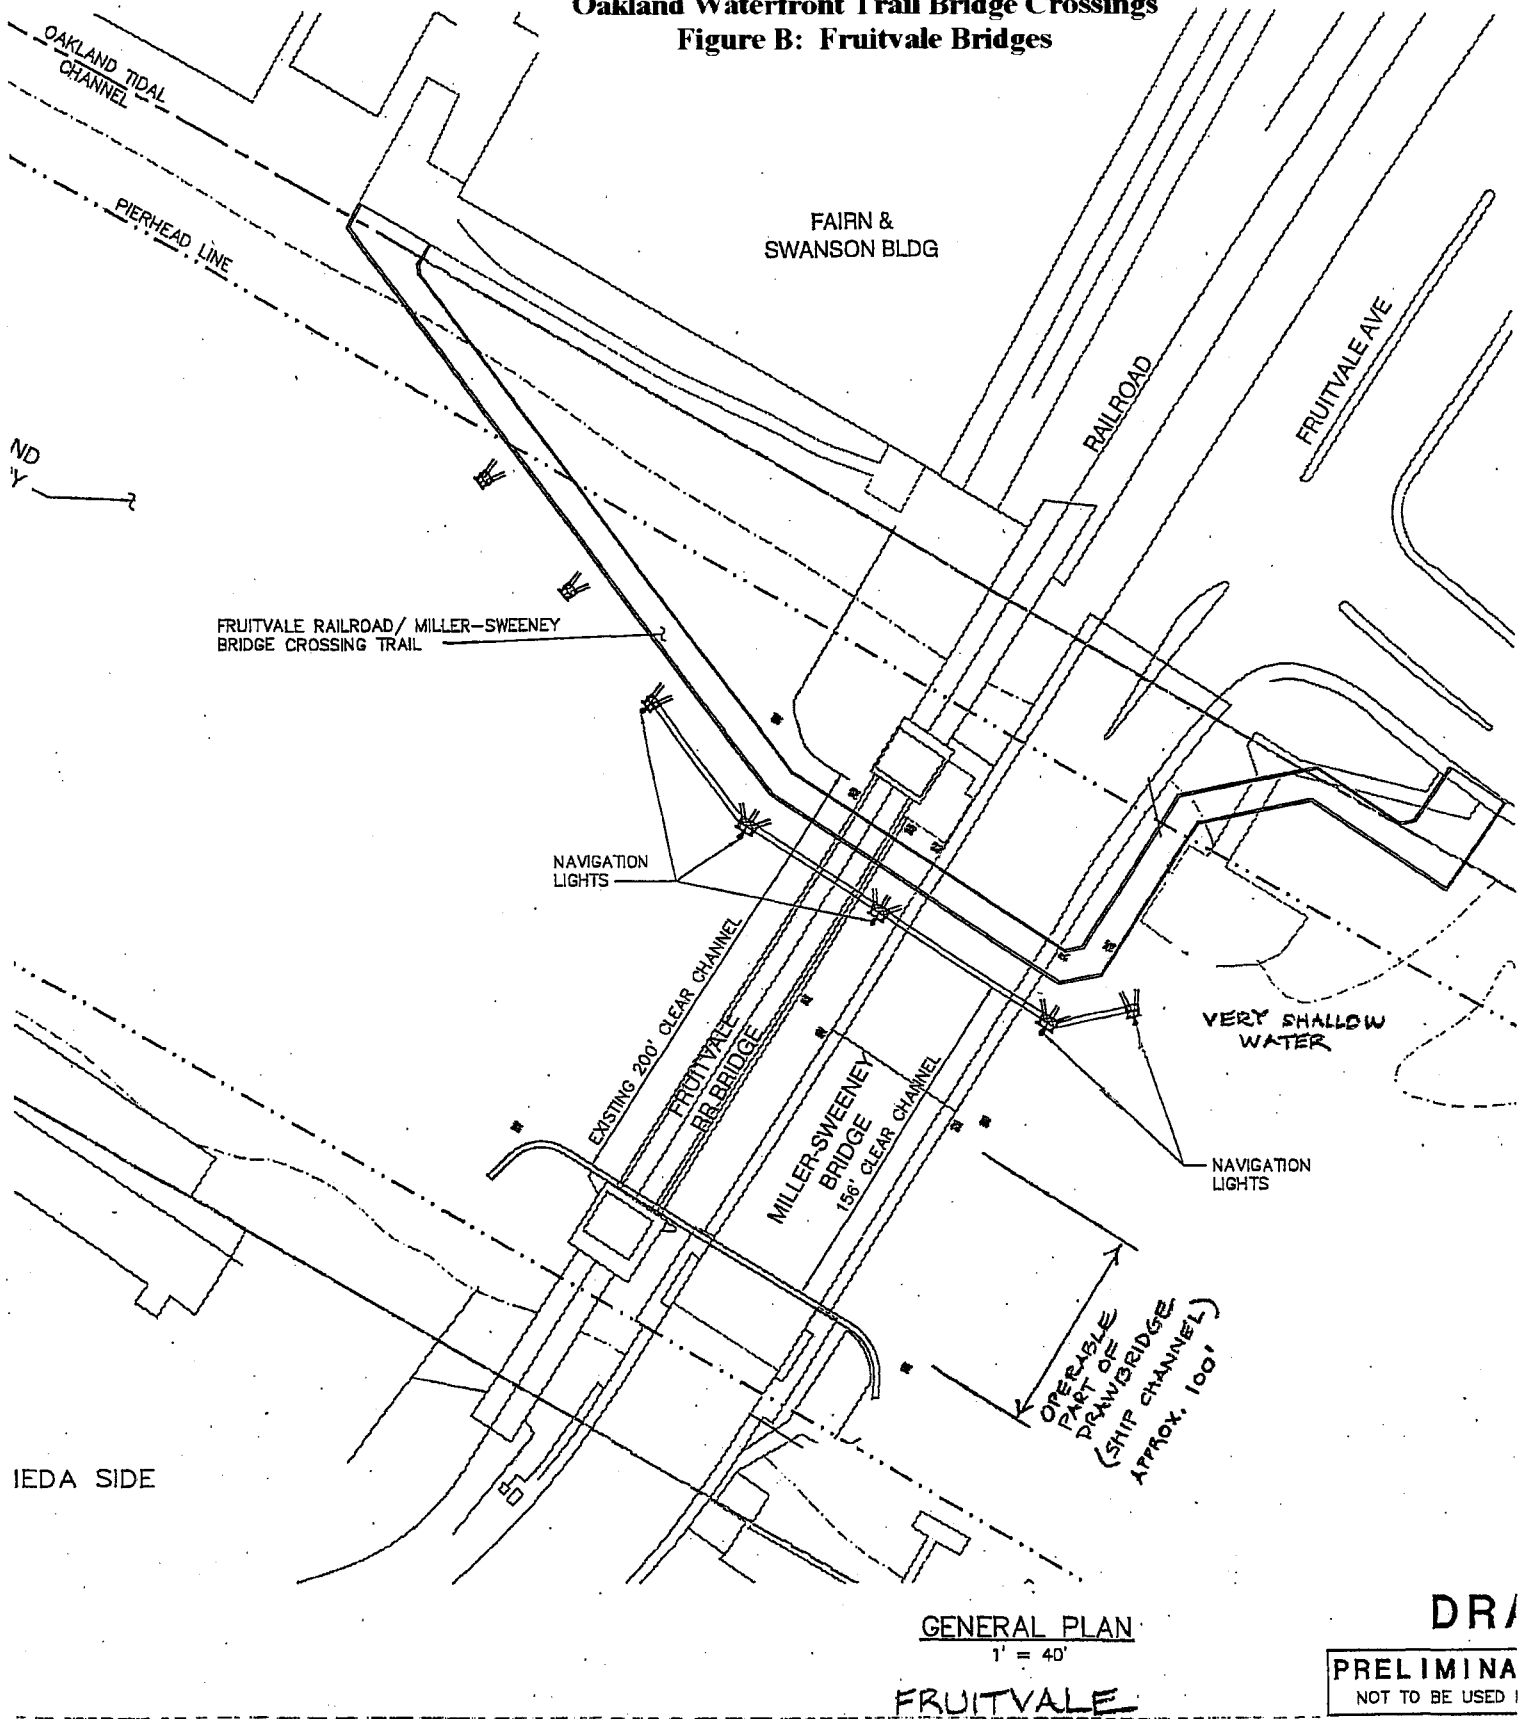 Oakland Waterfront Trail Bridge Crossings
Figure B: Fruitvale Bridges
OAKLAND TIDAL
CHANNEL
PIERHEAD LINE
FAIRN &
SWANSON BLDG
RAILROAD
FRUITVALE AVE
ND
'Y
FRUITVALE RAILROAD/ MILLER-SWEENEY
BRIDGE CROSSING TRAIL
NAVIGATION
LIGHTS
EXISTING 200' CLEAR CHANNEL
FRUITVALE
RR BRIDGE
MILLER-SWEENEY
BRIDGE
156' CLEAR CHANNEL
VERY SHALLOW
WATER
NAVIGATION
LIGHTS
OPERABLE
PART OF
DRAWBRIDGE
(SHIP CHANNEL)
APPROX. 100'
IEDA SIDE
GENERAL PLAN
1' = 40'
FRUITVALE
DRA
PRELIMINA
NOT TO BE USED